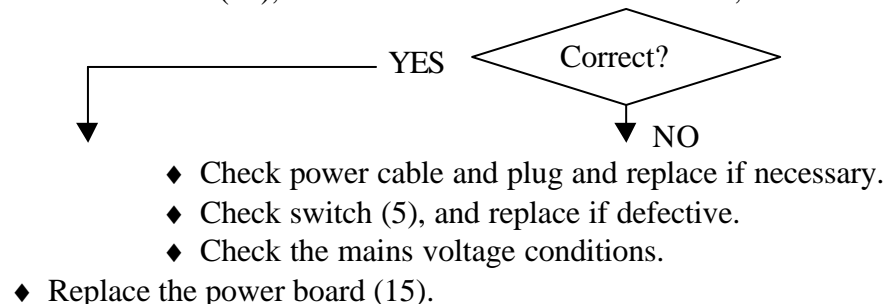 YES Correct?
NO
♦ Check power cable and plug and replace if necessary.
♦ Check switch (5), and replace if defective.
♦ Check the mains voltage conditions.
♦ Replace the power board (15).